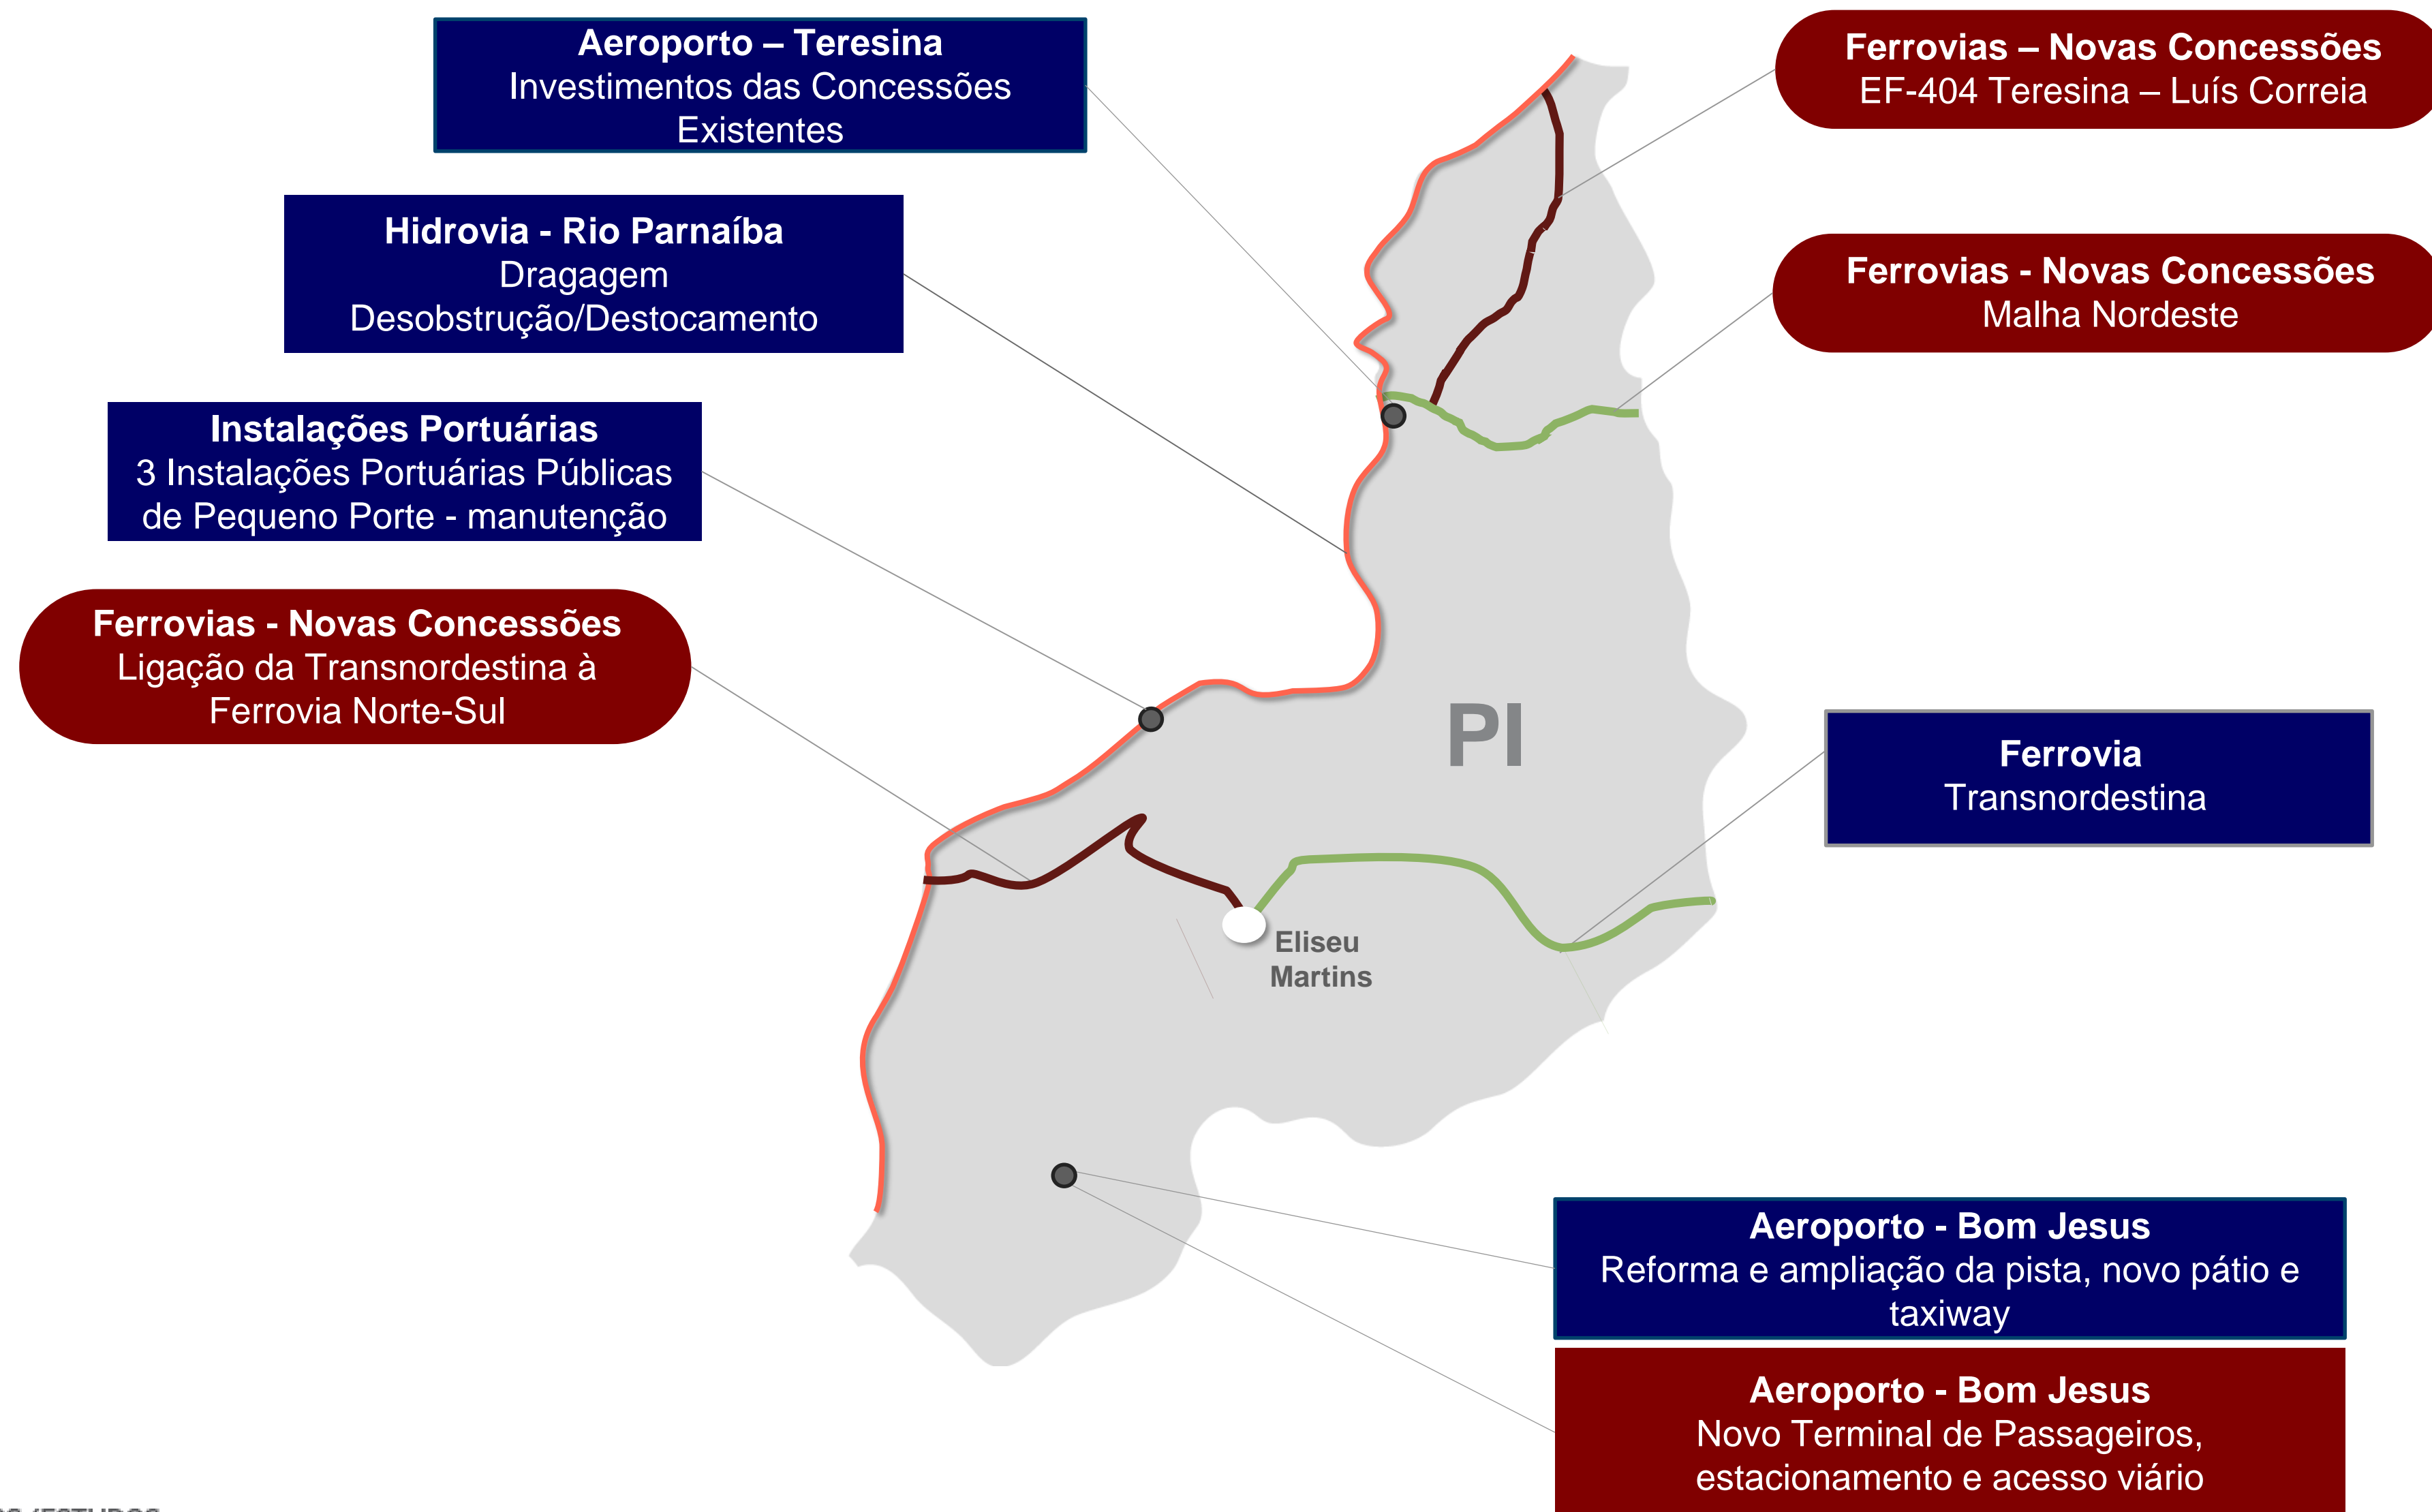 Aeroporto – Teresina
Investimentos das Concessões
Existentes
Ferrovias – Novas Concessões
EF-404 Teresina – Luís Correia
Hidrovia - Rio Parnaíba
Dragagem
Desobstrução/Destocamento
Ferrovias - Novas Concessões
Malha Nordeste
Instalações Portuárias
3 Instalações Portuárias Públicas
de Pequeno Porte - manutenção
Ferrovias - Novas Concessões
Ligação da Transnordestina à
Ferrovia Norte-Sul
PI
Ferrovia
Transnordestina
Eliseu
Martins
Aeroporto - Bom Jesus
Reforma e ampliação da pista, novo pátio e
taxiway
Aeroporto - Bom Jesus
Novo Terminal de Passageiros,
estacionamento e acesso viário